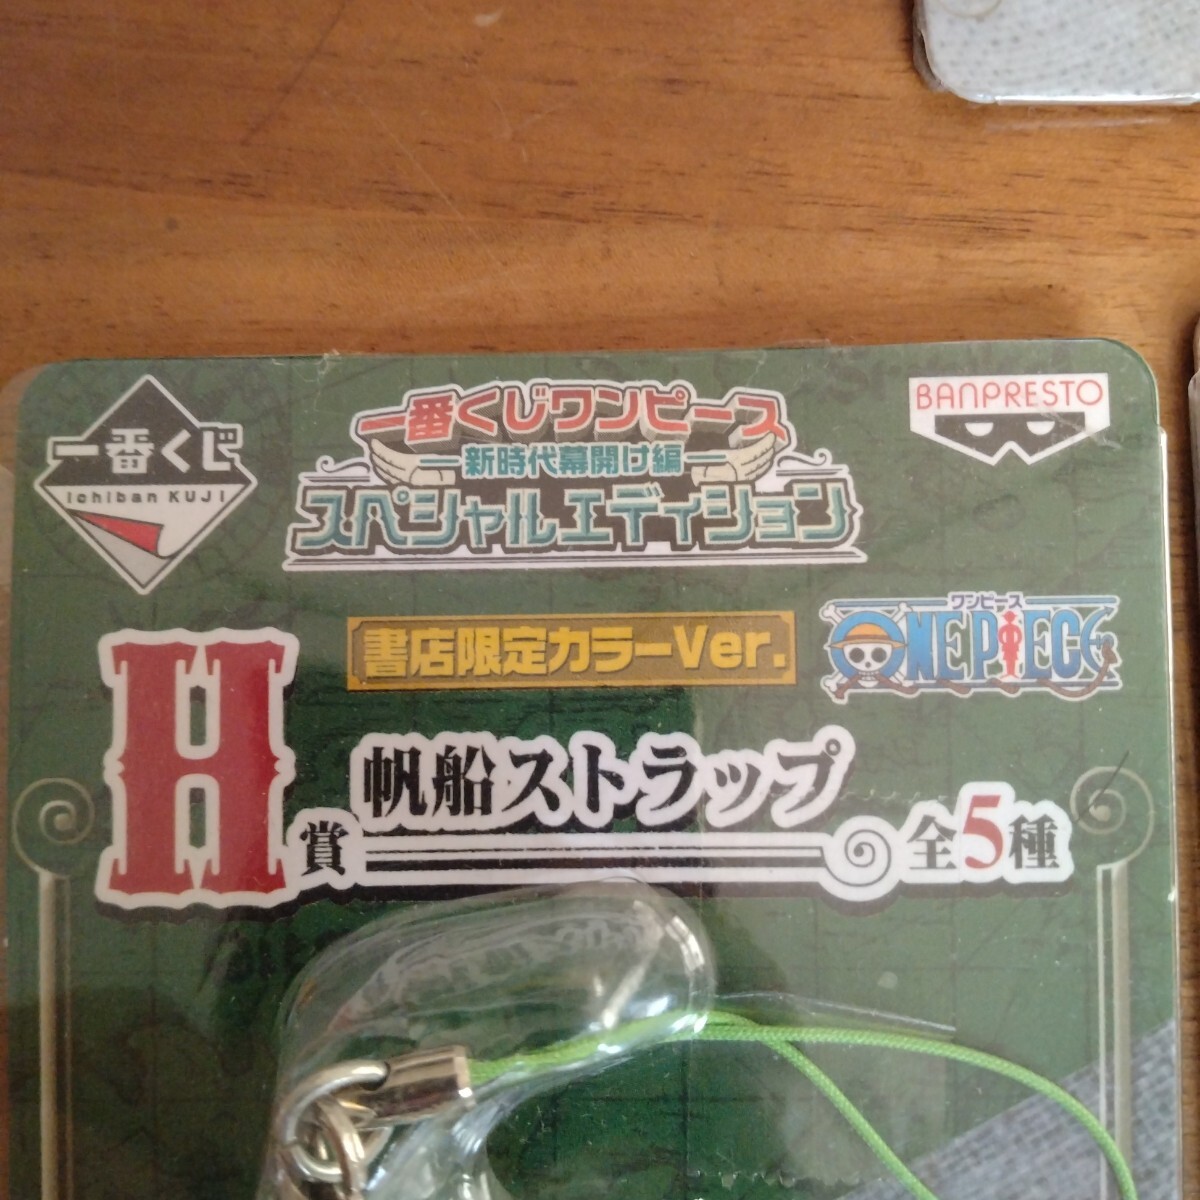 一番くじ
Ichiban KUJI
一番くじワンピース
新時代幕開け編
スペシャルエディション
BANPRESTO
書店限定カラーVer.
ワンピース
ONE PIECE
H賞
帆船ストラップ
全5種